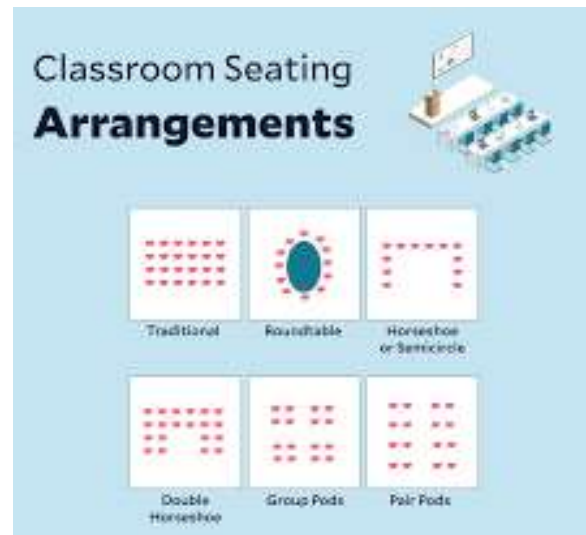 Classroom Seating
Arrangements
Traditional
Roundtable
Horseshoe
or Semicircle
Double
Horseshoe
Group Pods
Pair Pods